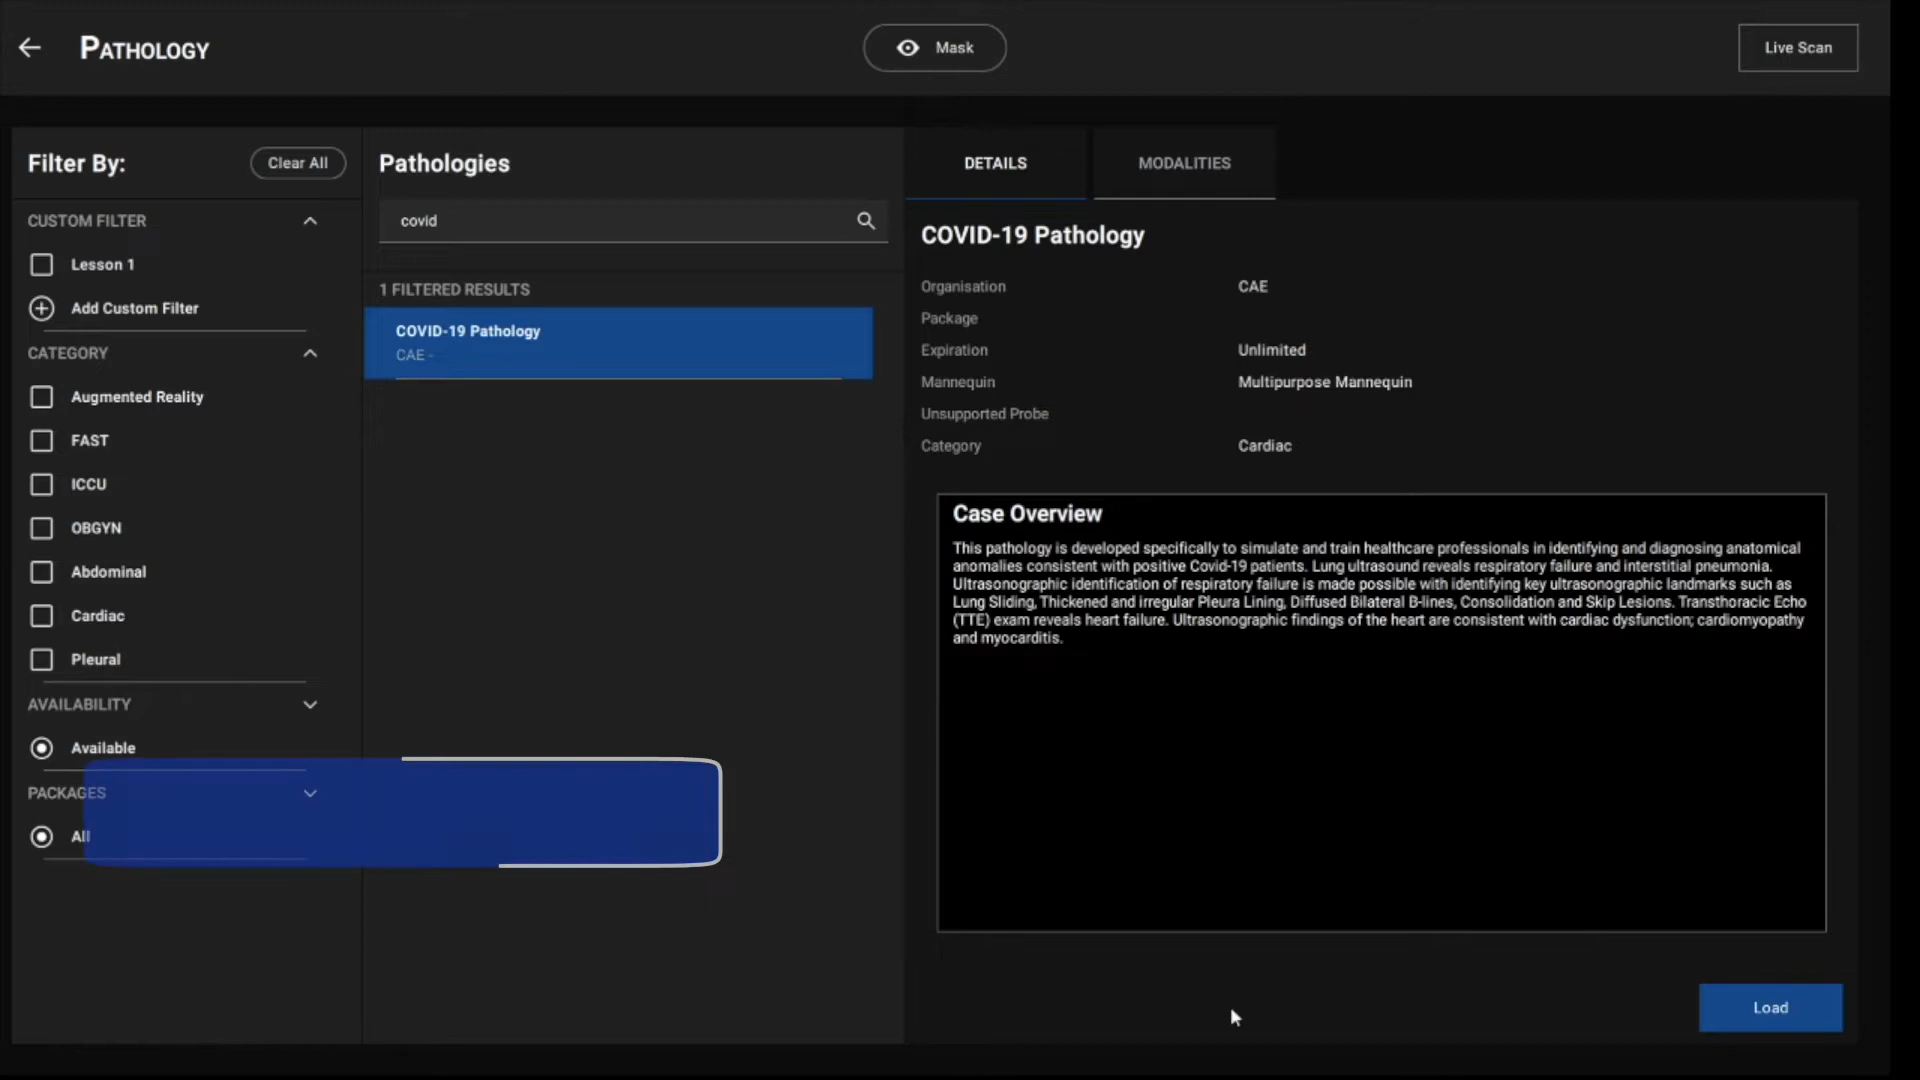 PATHOLOGY
Mask
Live Scan
Filter By:
Clear All
CUSTOM FILTER
Lesson 1
Add Custom Filter
CATEGORY
Augmented Reality
FAST
ICCU
OBGYN
Abdominal
Cardiac
Pleural
AVAILABILITY
Available
PACKAGES
All
Pathologies
covid
1 FILTERED RESULTS
COVID-19 Pathology
CAE -
DETAILS
MODALITIES
COVID-19 Pathology
Organisation CAE
Package
Expiration Unlimited
Mannequin Multipurpose Mannequin
Unsupported Probe
Category Cardiac
Case Overview
This pathology is developed specifically to simulate and train healthcare professionals in identifying and diagnosing anatomical
anomalies consistent with positive Covid-19 patients. Lung ultrasound reveals respiratory failure and interstitial pneumonia.
Ultrasonographic identification of respiratory failure is made possible with identifying key ultrasonographic landmarks such as
Lung Sliding, Thickened and irregular Pleura Lining, Diffused Bilateral B-lines, Consolidation and Skip Lesions. Transthoracic Echo
(TTE) exam reveals heart failure. Ultrasonographic findings of the heart are consistent with cardiac dysfunction; cardiomyopathy
and myocarditis.
Load